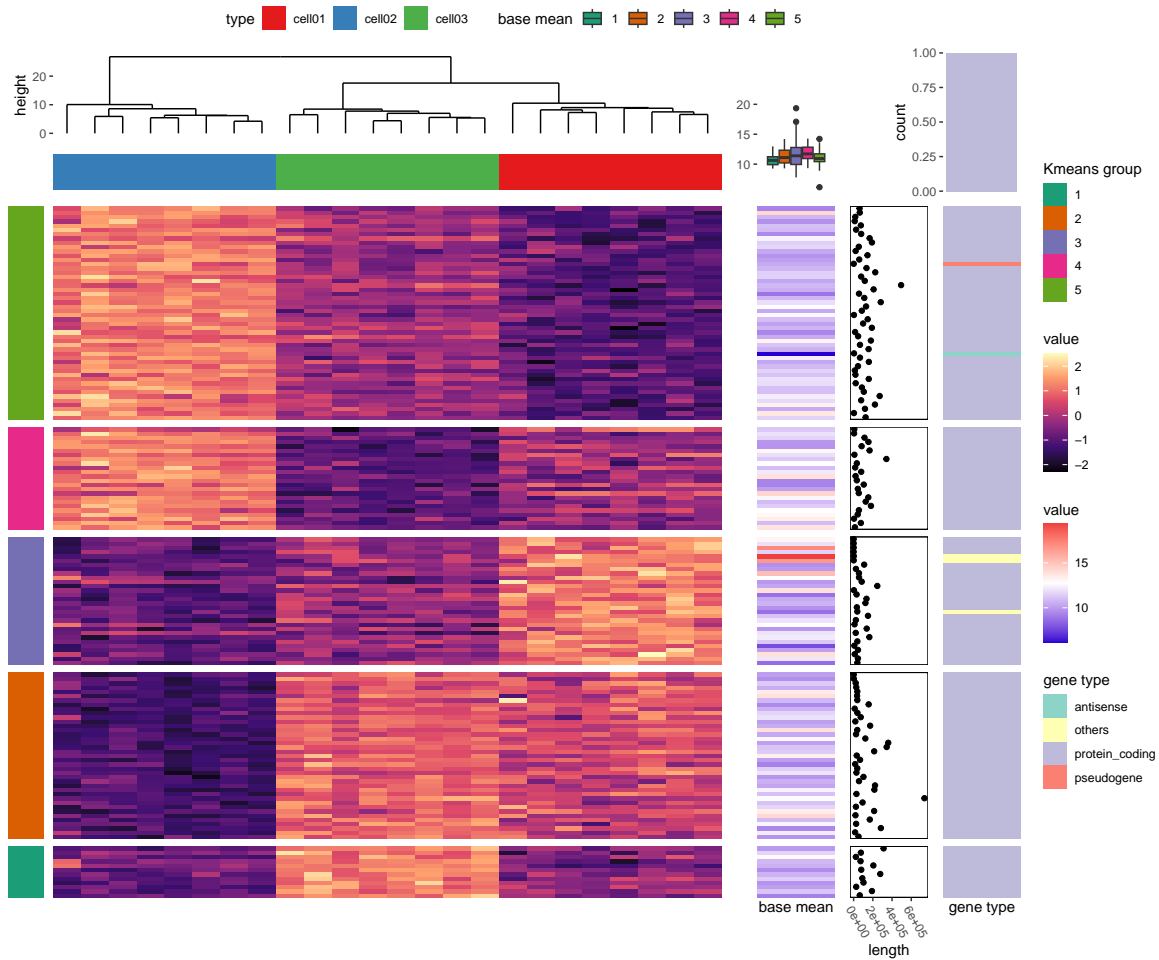 type cell01 cell02 cell03 base mean 1 2 3 4 5
height
20
10
0
20
15
10
count
1.00
0.75
0.50
0.25
0.00
Kmeans group
1
2
3
4
5
value
2
1
0
−1
−2
value
15
10
gene type
antisense
others
protein_coding
pseudogene
base mean
0e+00
2e+05
4e+05
6e+05
length
gene type